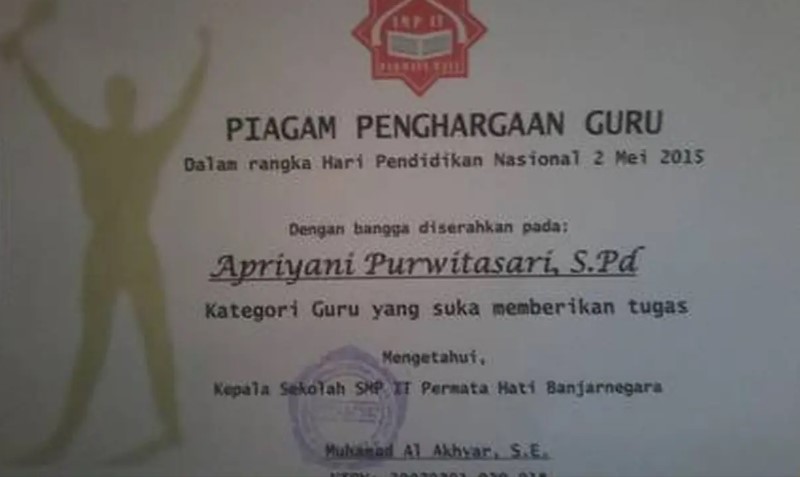 SMP IT
PIAGAM PENGHARGAAN GURU
Dalam rangka Hari Pendidikan Nasional 2 Mei 2015
Dengan bangga diserahkan pada:
Apriyani Purwitasari, S.Pd
Kategori Guru yang suka memberikan tugas
Mengetahui,
Kepala Sekolah SMP IT Permata Hati Banjarnegara
Muhamad Al Akhyar, S.E.